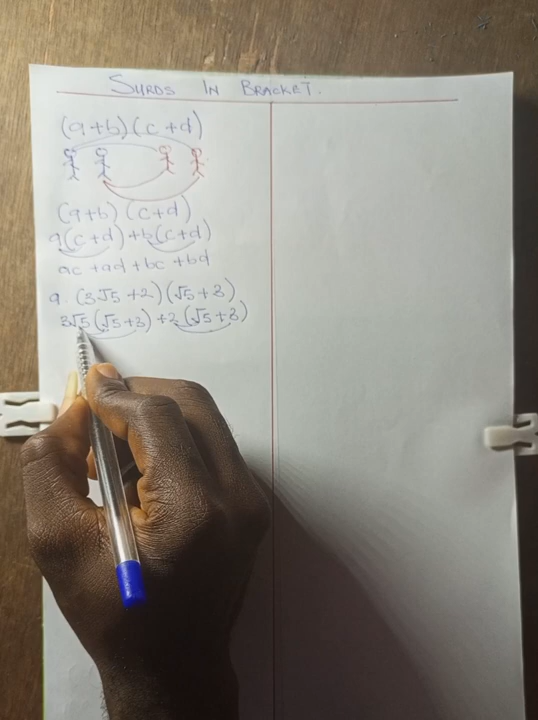 SURDS IN BRACKET.
(a+b)(c+d)
(a+b)(c+d)
a(c+d)+b(c+d)
ac+ad+bc+bd
a. (3√5+2)(√5+3)
3√5(√5+3)+2(√5+3)